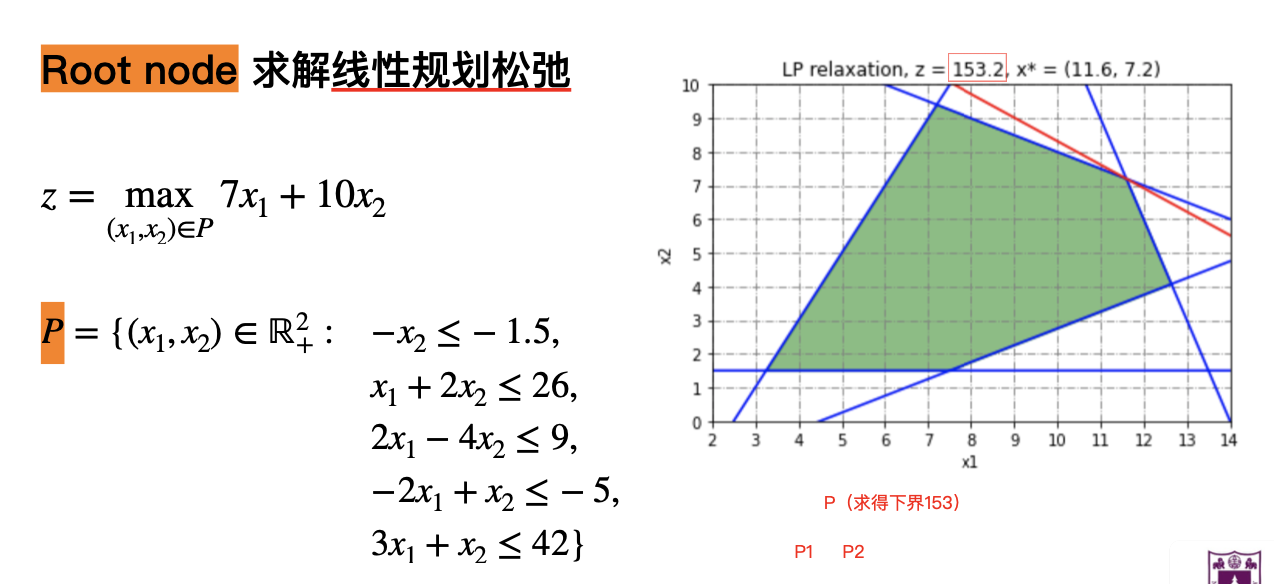 Root node 求解线性规划松弛
z = max 7x₁ + 10x₂
(x₁,x₂)∈P
P = {(x₁, x₂) ∈ ℝ²₊ : −x₂ ≤ − 1.5,
x₁ + 2x₂ ≤ 26,
2x₁ − 4x₂ ≤ 9,
−2x₁ + x₂ ≤ − 5,
3x₁ + x₂ ≤ 42}
LP relaxation, z = 153.2, x* = (11.6, 7.2)
10
9
8
7
6
5
4
3
2
1
0
x2
2 3 4 5 6 7 8 9 10 11 12 13 14
x1
P（求得下界153）
P1 P2